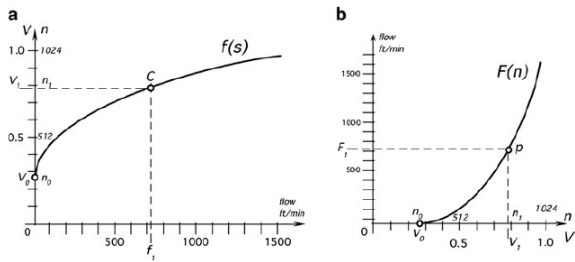 a
V n
1.0 1024
f(s)
C
V1 n1
0.5 512
V0 n0
flow
ft/min
0 500 1000 1500
f1
b
flow
ft/min
1500
F(n)
1000
F1
p
500
n0 512 n1 1024 n
0 V0 0.5 V1 1.0 V